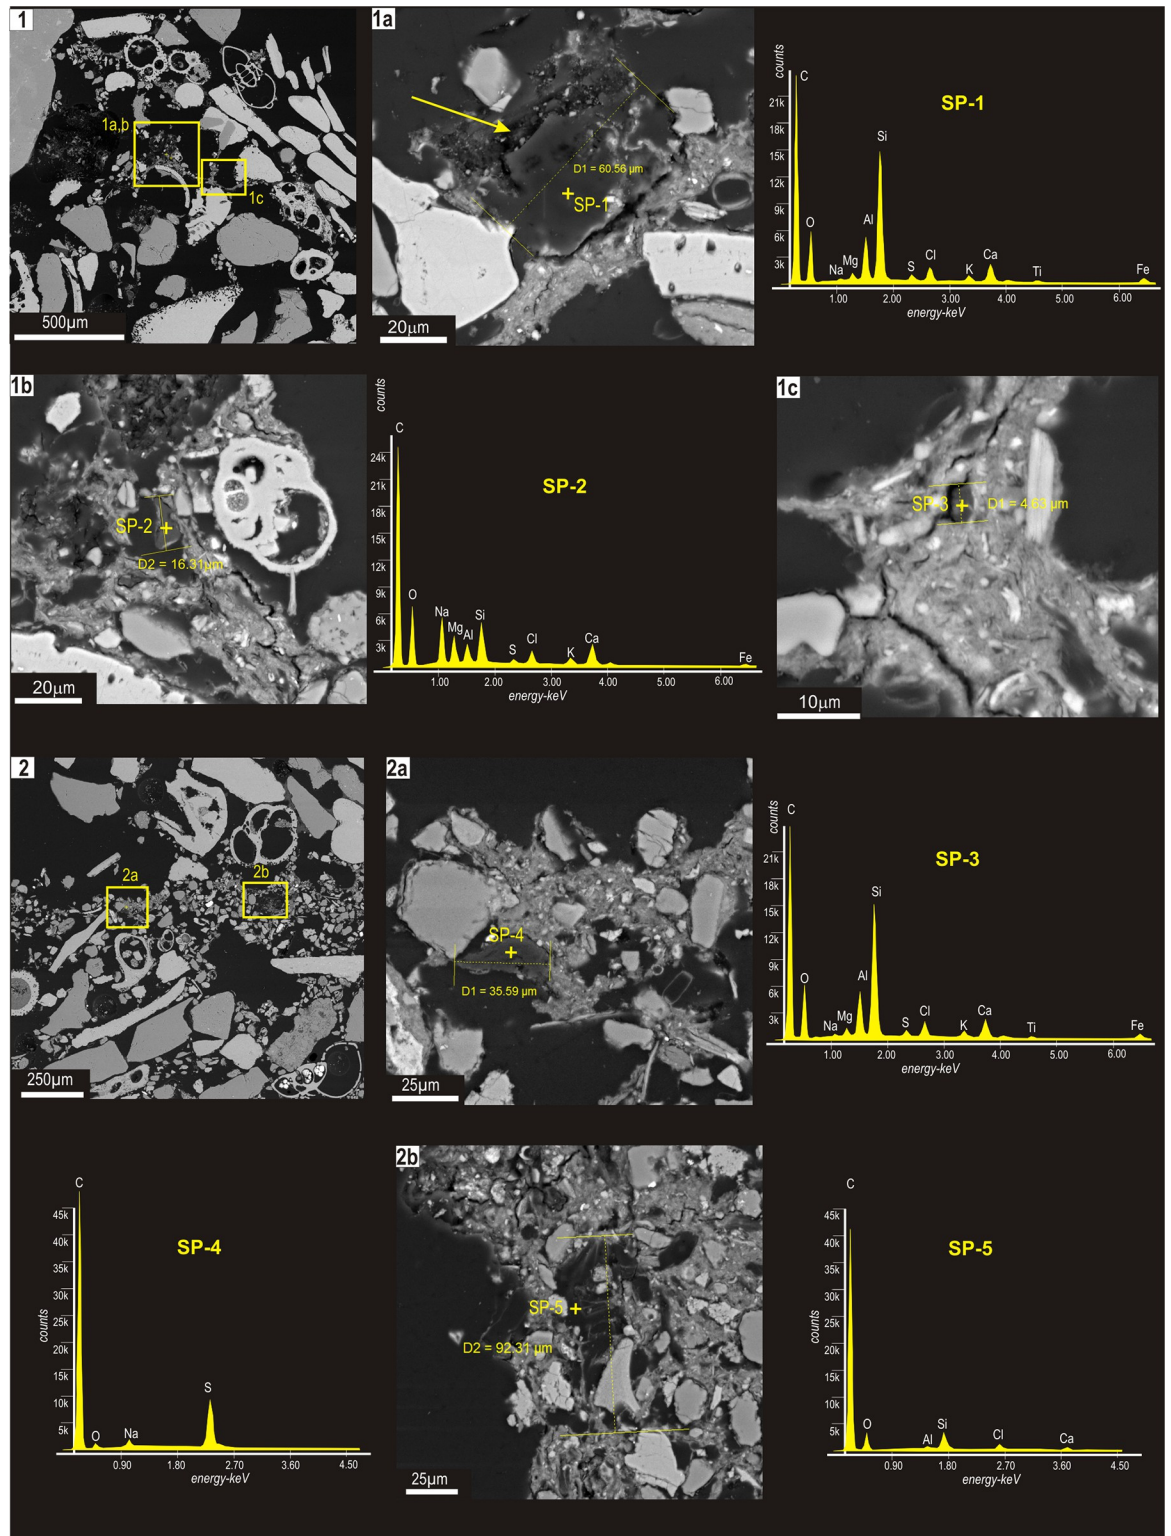 1
1a,b
1c
500µm
1a
D1 = 60.56 µm
SP-1
20µm
counts
SP-1
21k
18k
15k
12k
9k
6k
3k
C
O
Na
Mg
Al
Si
S
Cl
K
Ca
Ti
Fe
1.00 2.00 3.00 4.00 5.00 6.00
energy-keV
1b
SP-2
D2 = 16.31µm
20µm
counts
SP-2
24k
21k
18k
15k
12k
9k
6k
3k
C
O
Na
Mg
Al
Si
S
Cl
K
Ca
Fe
1.00 2.00 3.00 4.00 5.00 6.00
energy-keV
1c
SP-3
D1 = 4.63 µm
10µm
2
2a
2b
250µm
2a
SP-4
D1 = 35.59 µm
25µm
counts
SP-3
21k
18k
15k
12k
9k
6k
3k
C
O
Na
Mg
Al
Si
S
Cl
K
Ca
Ti
Fe
1.00 2.00 3.00 4.00 5.00 6.00
energy-keV
counts
SP-4
45k
40k
35k
30k
25k
20k
15k
10k
5k
C
O
Na
S
0.90 1.80 2.70 3.60 4.50
energy-keV
2b
SP-5
D2 = 92.31 µm
25µm
counts
SP-5
45k
40k
35k
30k
25k
20k
15k
10k
5k
C
O
Al
Si
Cl
Ca
0.90 1.80 2.70 3.60 4.50
energy-keV